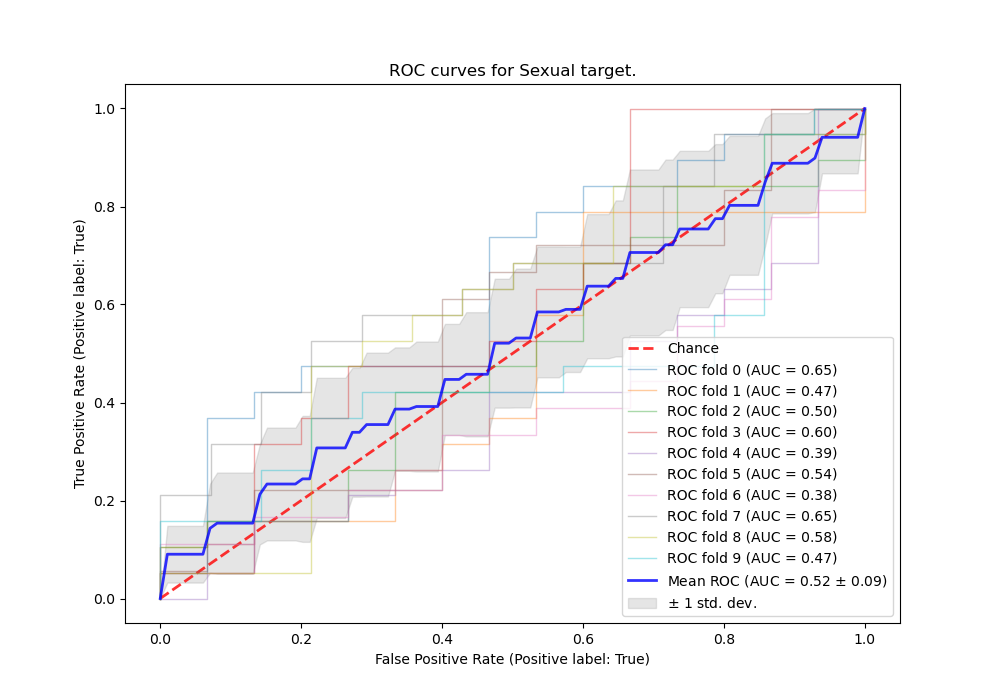 ROC curves for Sexual target.
True Positive Rate (Positive label: True)
1.0
0.8
0.6
0.4
0.2
0.0
0.0 0.2 0.4 0.6 0.8 1.0
False Positive Rate (Positive label: True)
Chance
ROC fold 0 (AUC = 0.65)
ROC fold 1 (AUC = 0.47)
ROC fold 2 (AUC = 0.50)
ROC fold 3 (AUC = 0.60)
ROC fold 4 (AUC = 0.39)
ROC fold 5 (AUC = 0.54)
ROC fold 6 (AUC = 0.38)
ROC fold 7 (AUC = 0.65)
ROC fold 8 (AUC = 0.58)
ROC fold 9 (AUC = 0.47)
Mean ROC (AUC = 0.52 ± 0.09)
± 1 std. dev.